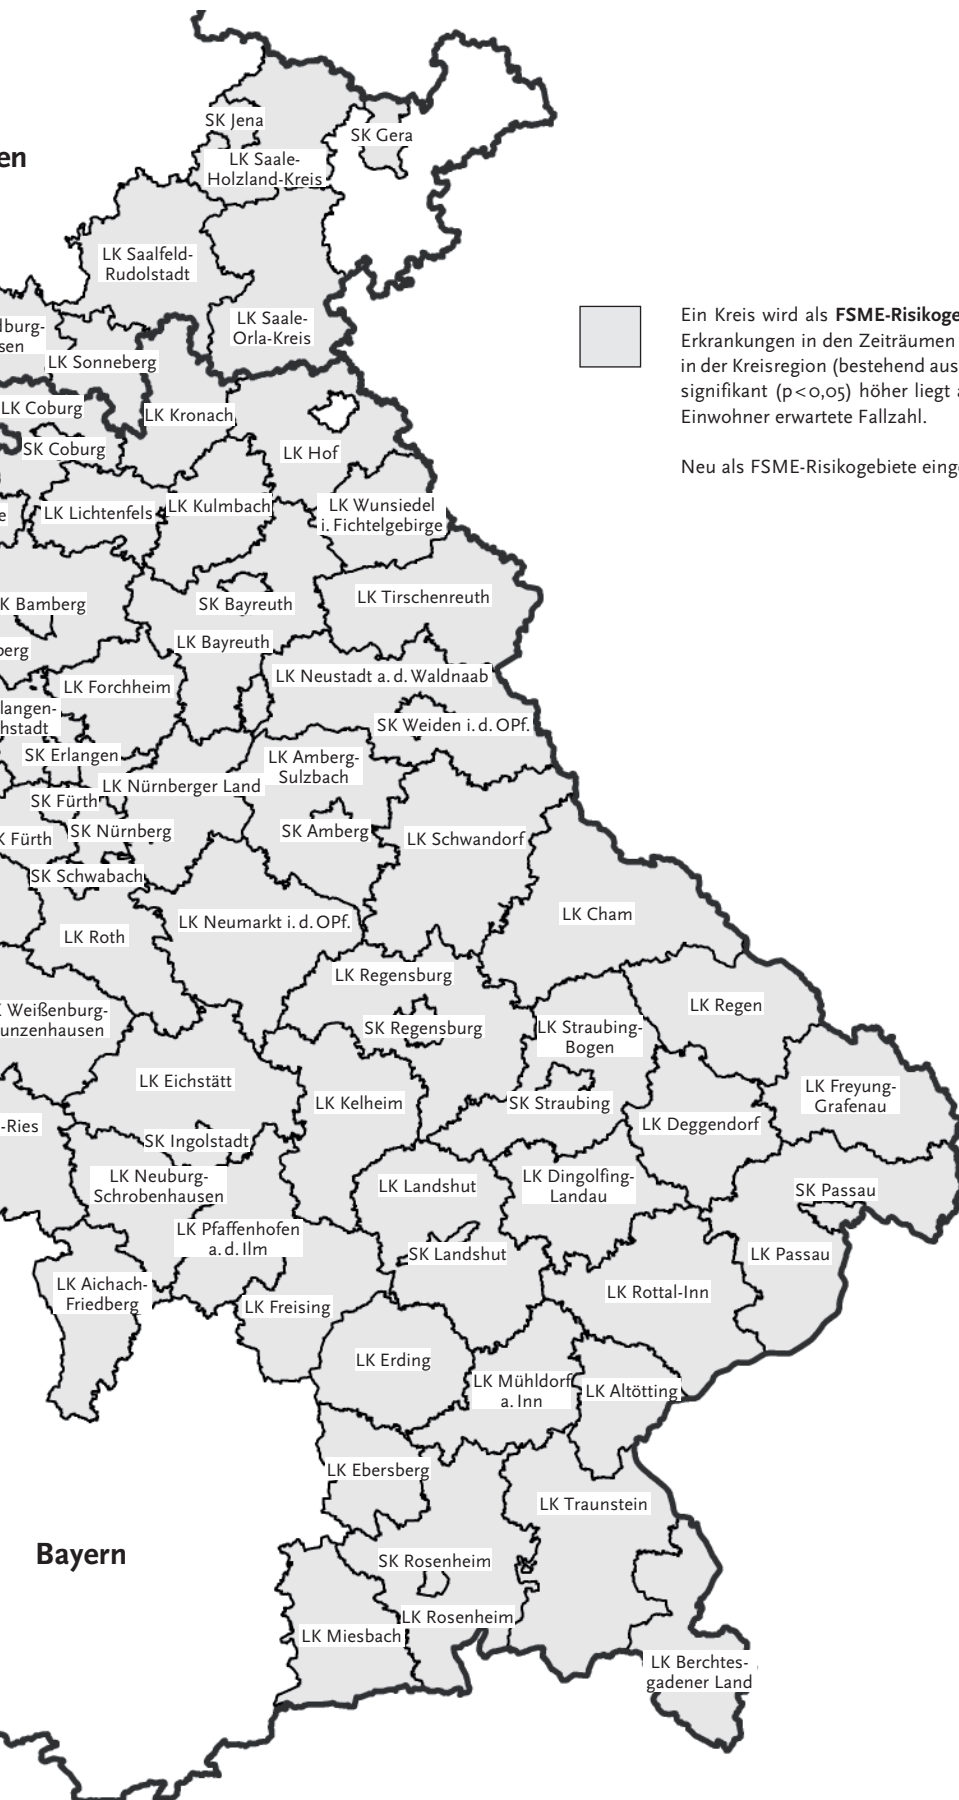 SK Jena
SK Gera
en
LK Saale-
Holzland-Kreis
LK Saalfeld-
Rudolstadt
LK Saale-
Orla-Kreis
dburg-
sen
LK Sonneberg
LK Coburg
LK Kronach
SK Coburg
LK Hof
LK Lichtenfels
LK Kulmbach
LK Wunsiedel
i. Fichtelgebirge
e
LK Tirschenreuth
K Bamberg
SK Bayreuth
LK Bayreuth
berg
LK Neustadt a. d. Waldnaab
LK Forchheim
langen-
hstadt
SK Weiden i. d. OPf.
SK Erlangen
LK Amberg-
Sulzbach
LK Nürnberger Land
SK Fürth
K Fürth
SK Nürnberg
SK Amberg
LK Schwandorf
SK Schwabach
LK Cham
LK Neumarkt i. d. OPf.
LK Roth
LK Regensburg
LK Regen
K Weißenburg-
unzenhausen
SK Regensburg
LK Straubing-
Bogen
LK Eichstätt
LK Freyung-
Grafenau
LK Kelheim
SK Straubing
-Ries
LK Deggendorf
SK Ingolstadt
LK Neuburg-
Schrobenhausen
LK Landshut
LK Dingolfing-
Landau
SK Passau
LK Pfaffenhofen
a. d. Ilm
SK Landshut
LK Passau
LK Aichach-
Friedberg
LK Rottal-Inn
LK Freising
LK Erding
LK Mühldorf
a. Inn
LK Altötting
LK Ebersberg
LK Traunstein
Bayern
SK Rosenheim
LK Rosenheim
LK Miesbach
LK Berchtes-
gadener Land
Ein Kreis wird als FSME-Risikoge
Erkrankungen in den Zeiträumen
in der Kreisregion (bestehend aus
signifikant (p<0,05) höher liegt a
Einwohner erwartete Fallzahl.
Neu als FSME-Risikogebiete einge